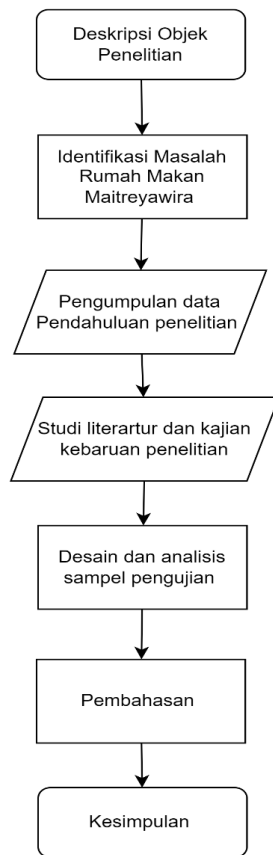 Deskripsi Objek
Penelitian
Identifikasi Masalah
Rumah Makan
Maitreyawira
Pengumpulan data
Pendahuluan penelitian
Studi literartur dan kajian
kebaruan penelitian
Desain dan analisis
sampel pengujian
Pembahasan
Kesimpulan